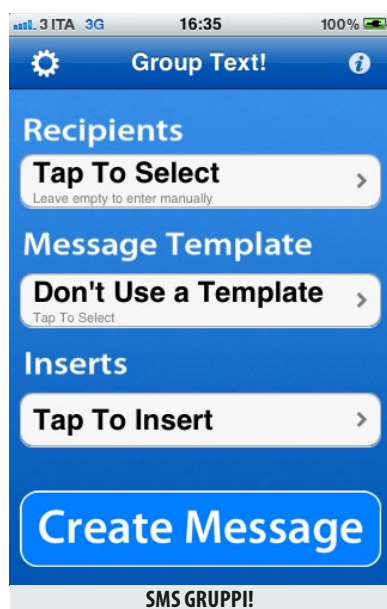 3 ITA 3G 16:35 100%
Group Text!
Recipients
Tap To Select
Leave empty to enter manually
Message Template
Don't Use a Template
Tap To Select
Inserts
Tap To Insert
Create Message
SMS GRUPPI!